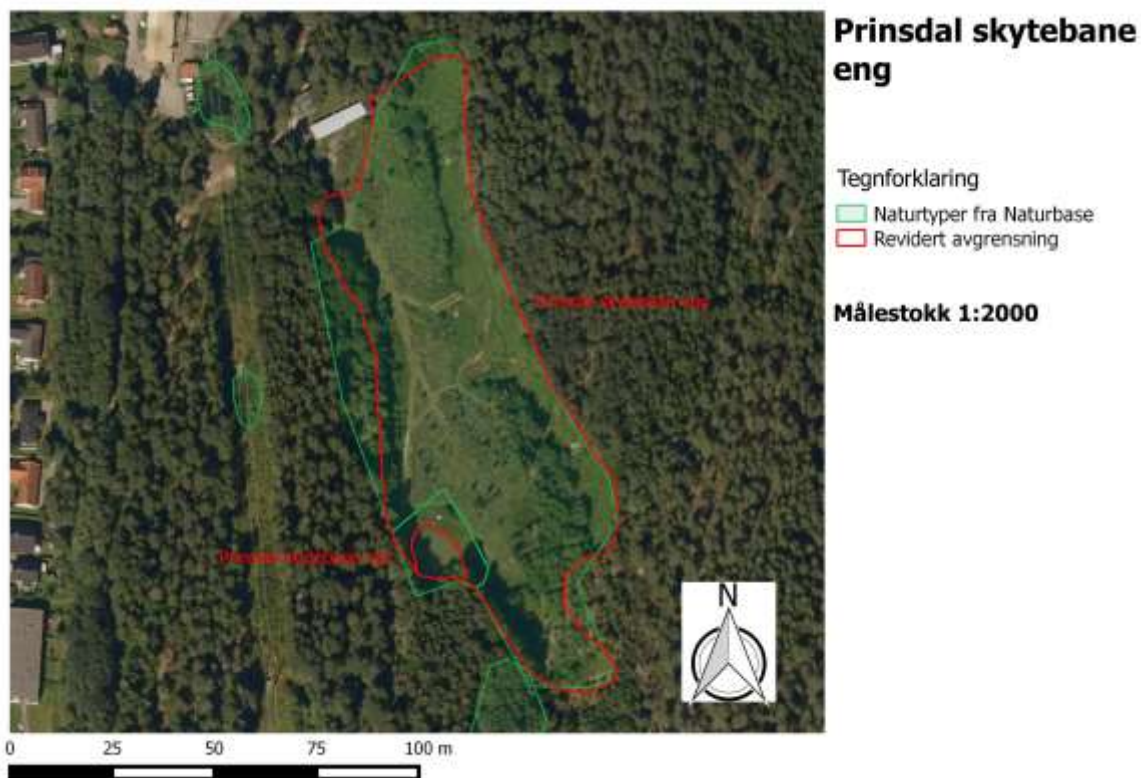 Prinsdal skytebane
eng
Tegnforklaring
Naturtyper fra Naturbase
Revidert avgrensning
Målestokk 1:2000
N
0 25 50 75 100 m